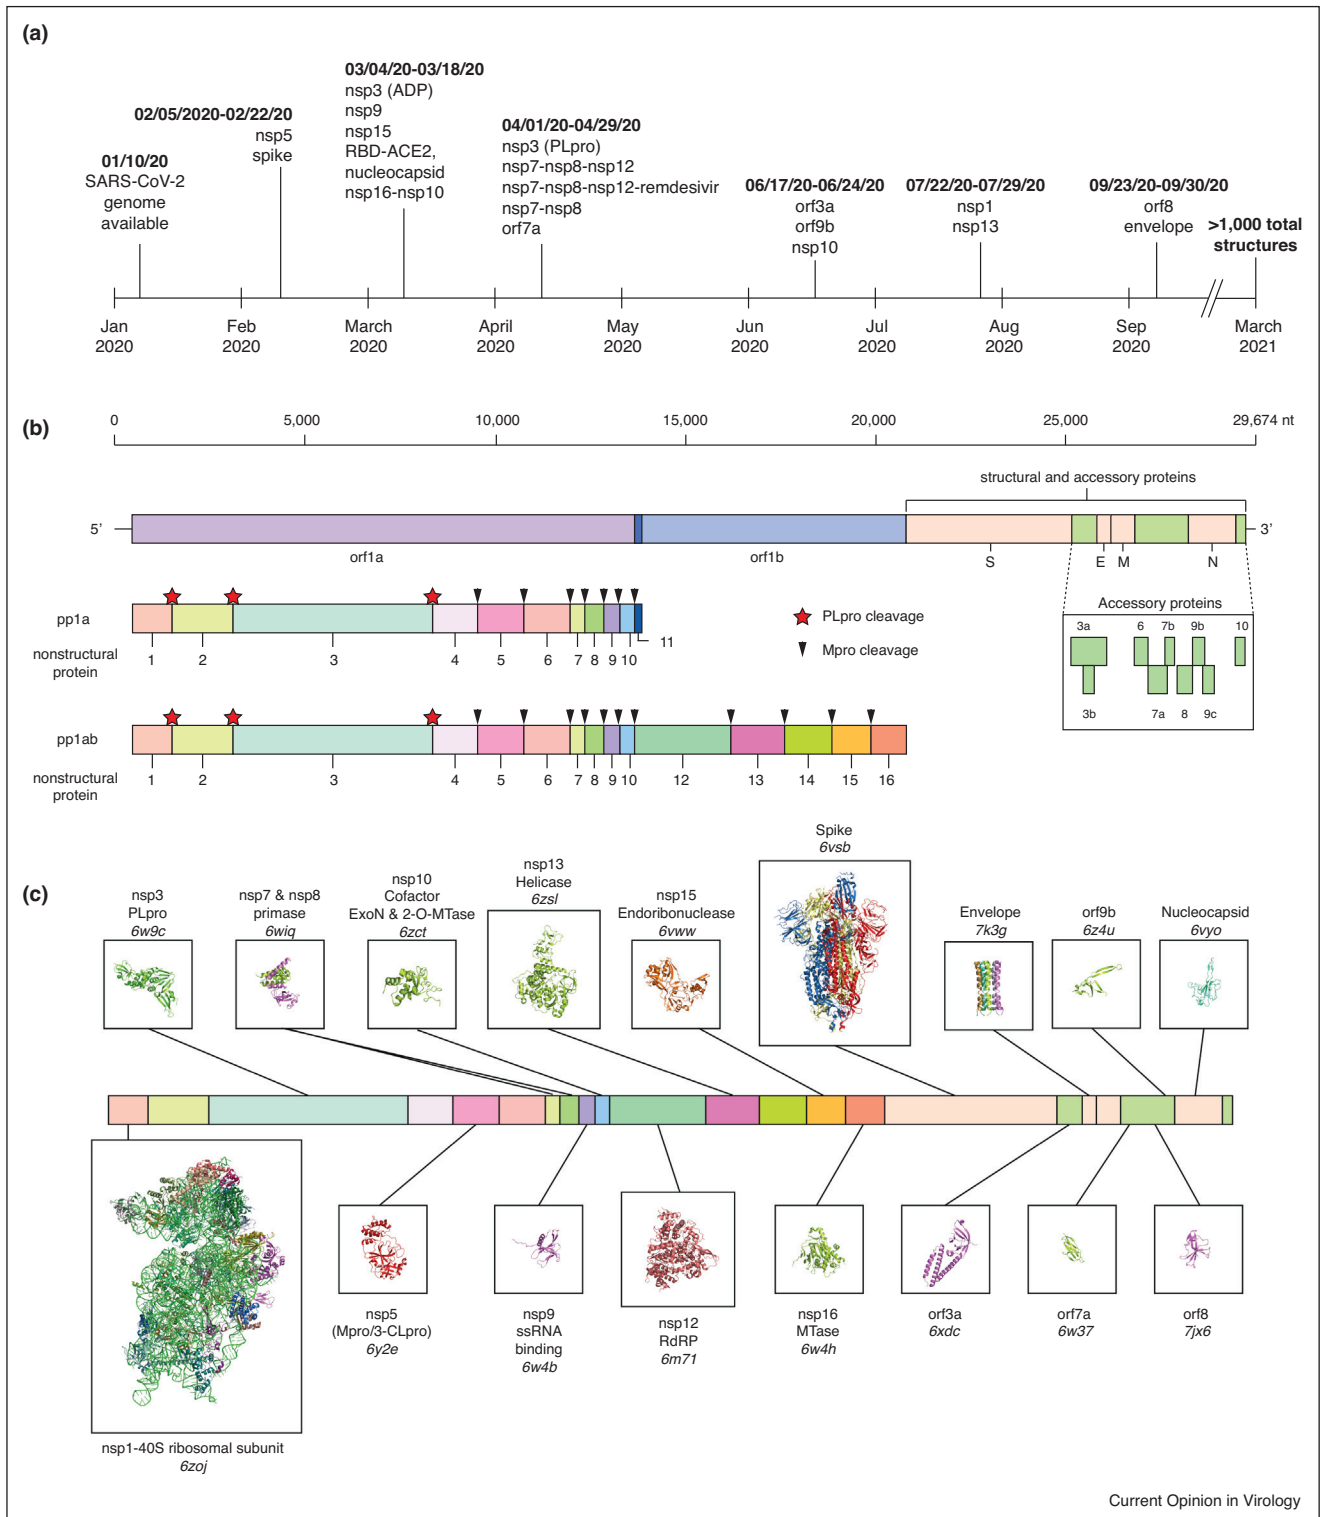 (a)
01/10/20
SARS-CoV-2
genome
available
02/05/2020-02/22/20
nsp5
spike
03/04/20-03/18/20
nsp3 (ADP)
nsp9
nsp15
RBD-ACE2,
nucleocapsid
nsp16-nsp10
04/01/20-04/29/20
nsp3 (PLpro)
nsp7-nsp8-nsp12
nsp7-nsp8-nsp12-remdesivir
nsp7-nsp8
orf7a
06/17/20-06/24/20
orf3a
orf9b
nsp10
07/22/20-07/29/20
nsp1
nsp13
09/23/20-09/30/20
orf8
envelope
>1,000 total
structures
Jan
2020
Feb
2020
March
2020
April
2020
May
2020
Jun
2020
Jul
2020
Aug
2020
Sep
2020
March
2021
(b)
0
5,000
10,000
15,000
20,000
25,000
29,674 nt
structural and accessory proteins
5'
3'
orf1a
orf1b
S
E
M
N
pp1a
nonstructural
protein
1
2
3
4
5
6
7
8
9
10
11
PLpro cleavage
Mpro cleavage
Accessory proteins
3a
6
7b
9b
10
3b
7a
8
9c
pp1ab
nonstructural
protein
1
2
3
4
5
6
7
8
9
10
12
13
14
15
16
(c)
nsp3
PLpro
6w9c
nsp7 & nsp8
primase
6wiq
nsp10
Cofactor
ExoN & 2-O-MTase
6zct
nsp13
Helicase
6zsl
nsp15
Endoribonuclease
6vww
Spike
6vsb
Envelope
7k3g
orf9b
6z4u
Nucleocapsid
6vyo
nsp1-40S ribosomal subunit
6zoj
nsp5
(Mpro/3-CLpro)
6y2e
nsp9
ssRNA
binding
6w4b
nsp12
RdRP
6m71
nsp16
MTase
6w4h
orf3a
6xdc
orf7a
6w37
orf8
7jx6
Current Opinion in Virology